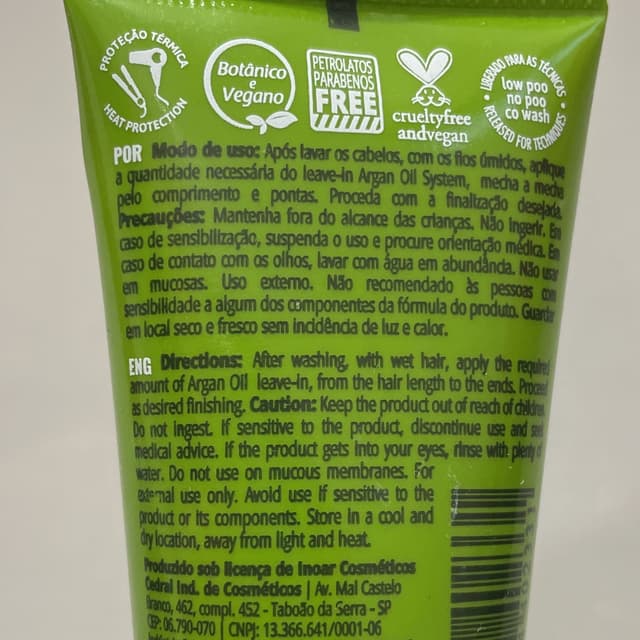 PROTEÇÃO TÉRMICA
HEAT PROTECTION
Botânico
e
Vegano
PETROLATOS
PARABENOS
FREE
crueltyfree
andvegan
LIBERADO PARA AS TÉCNICAS
low poo
no poo
co wash
RELEASED FOR TECHNIQUES
POR Modo de uso: Após lavar os cabelos, com os fios úmidos, aplique
a quantidade necessária do leave-in Argan Oil System, mecha a mecha
pelo comprimento e pontas. Proceda com a finalização desejada.
Precauções: Mantenha fora do alcance das crianças. Não ingerir. Em
caso de sensibilização, suspenda o uso e procure orientação médica. Em
caso de contato com os olhos, lavar com água em abundância. Não usar
em mucosas. Uso externo. Não recomendado às pessoas com
sensibilidade a algum dos componentes da fórmula do produto. Guardar
em local seco e fresco sem incidência de luz e calor.
ENG Directions: After washing, with wet hair, apply the required
amount of Argan Oil leave-in, from the hair length to the ends. Proceed
as desired finishing. Caution: Keep the product out of reach of children.
Do not ingest. If sensitive to the product, discontinue use and seek
medical advice. If the product gets into your eyes, rinse with plenty of
water. Do not use on mucous membranes. For
external use only. Avoid use if sensitive to the
product or its components. Store in a cool and
dry location, away from light and heat.
Produzido sob licença de Inoar Cosméticos
Cedral Ind. de Cosméticos | Av. Mal Castelo
Branco, 462, compl. 452 - Taboão da Serra - SP
CEP: 06.790-070 | CNPJ: 13.366.641/0001-06